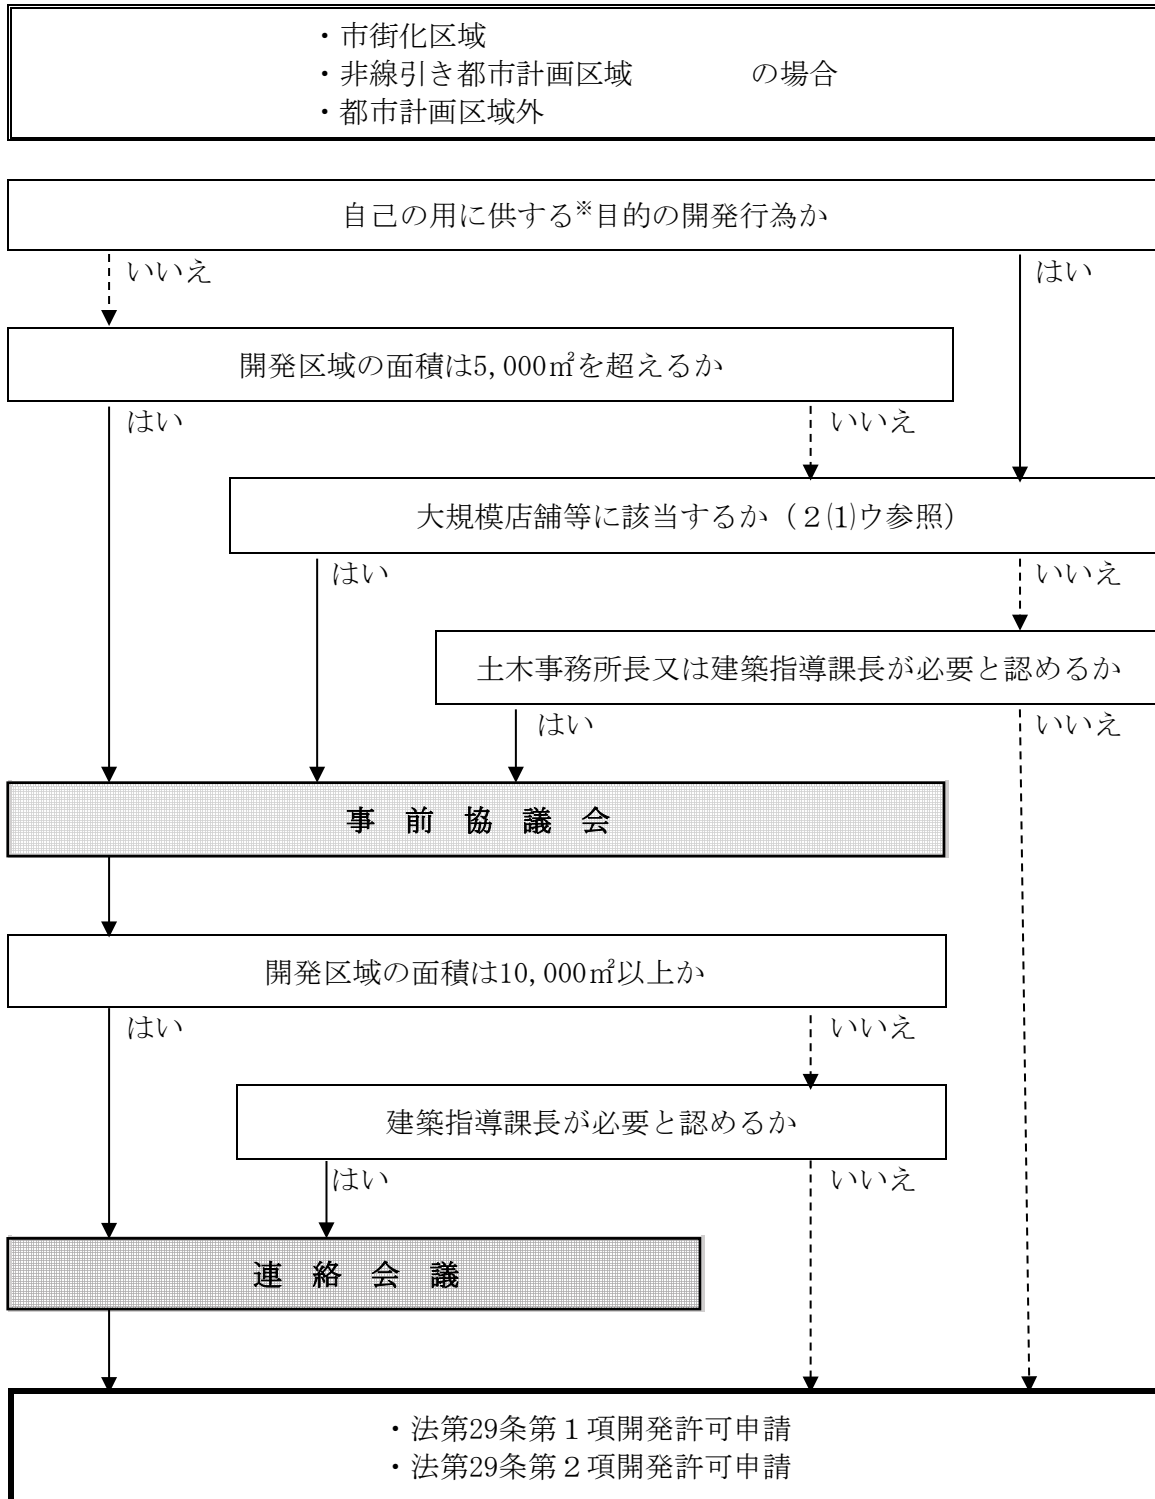 ・市街化区域
・非線引き都市計画区域　　　　の場合
・都市計画区域外
自己の用に供する※目的の開発行為か
いいえ
はい
開発区域の面積は5,000㎡を超えるか
はい
いいえ
大規模店舗等に該当するか（２⑴ウ参照）
はい
いいえ
土木事務所長又は建築指導課長が必要と認めるか
はい
いいえ
事　前　協　議　会
開発区域の面積は10,000㎡以上か
はい
いいえ
建築指導課長が必要と認めるか
はい
いいえ
連　絡　会　議
・法第29条第１項開発許可申請
・法第29条第２項開発許可申請